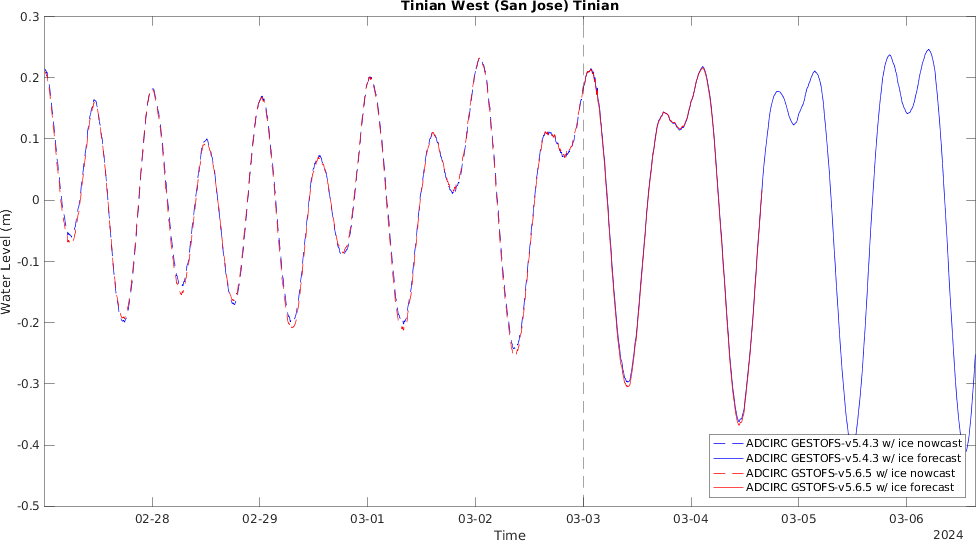 Tinian West (San Jose) Tinian
0.3
0.2
0.1
0
-0.1
-0.2
-0.3
-0.4
-0.5
Water Level (m)
ADCIRC GESTOFS-v5.4.3 w/ ice nowcast
ADCIRC GESTOFS-v5.4.3 w/ ice forecast
ADCIRC GSTOFS-v5.6.5 w/ ice nowcast
ADCIRC GSTOFS-v5.6.5 w/ ice forecast
02-28 02-29 03-01 03-02 03-03 03-04 03-05 03-06
Time
2024